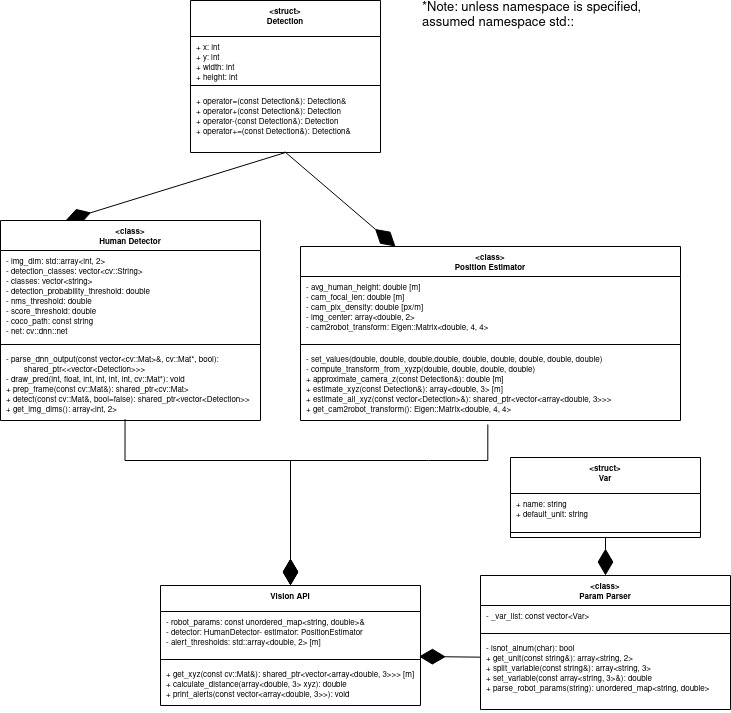 *Note: unless namespace is specified,
assumed namespace std::
<struct>
Detection
+ x: int
+ y: int
+ width: int
+ height: int
+ operator=(const Detection&): Detection&
+ operator+(const Detection&): Detection
+ operator-(const Detection&): Detection
+ operator+=(const Detection&): Detection&
<class>
Human Detector
- img_dim: std::array<int, 2>
- detection_classes: vector<cv::String>
- classes: vector<string>
- detection_probability_threshold: double
- nms_threshold: double
- score_threshold: double
- coco_path: const string
- net: cv::dnn::net
- parse_dnn_output(const vector<cv::Mat>&, cv::Mat*, bool):
shared_ptr<<vector<Detection>>>
- draw_pred(int, float, int, int, int, int, cv::Mat*): void
+ prep_frame(const cv::Mat&): shared_ptr<cv::Mat>
+ detect(const cv::Mat&, bool=false): shared_ptr<vector<Detection>>
+ get_img_dims(): array<int, 2>
<class>
Position Estimator
- avg_human_height: double [m]
- cam_focal_len: double [m]
- cam_pix_density: double [px/m]
- img_center: array<double, 2>
- cam2robot_transform: Eigen::Matrix<double, 4, 4>
- set_values(double, double, double,double, double, double, double, double, double)
- compute_transform_from_xyzp(double, double, double, double)
+ approximate_camera_z(const Detection&): double [m]
+ estimate_xyz(const Detection&): array<double, 3> [m]
+ estimate_all_xyz(const vector<Detection>&): shared_ptr<vector<array<double, 3>>>
+ get_cam2robot_transform(): Eigen::Matrix<double, 4, 4>
<struct>
Var
+ name: string
+ default_unit: string
Vision API
- robot_params: const unordered_map<string, double>&
- detector: HumanDetector- estimator: PositionEstimator
- alert_thresholds: std::array<double, 2> [m]
+ get_xyz(const cv::Mat&): shared_ptr<vector<array<double, 3>>> [m]
+ calculate_distance(array<double, 3> xyz): double
+ print_alerts(const vector<array<double, 3>>): void
<class>
Param Parser
- _var_list: const vector<Var>
- isnot_alnum(char): bool
+ get_unit(const string&): array<string, 2>
+ split_variable(const string&): array<string, 3>
+ set_variable(const array<string, 3>&): double
+ parse_robot_params(string): unordered_map<string, double>